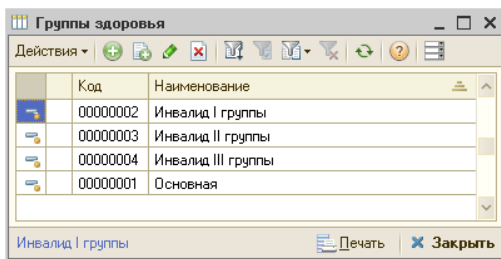 Группы здоровья
Действия
Код Наименование
00000002 Инвалид I группы
00000003 Инвалид II группы
00000004 Инвалид III группы
00000001 Основная
Инвалид I группы Печать Закрыть